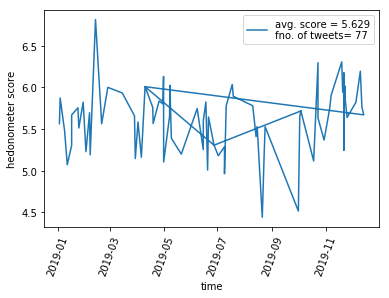 avg. score = 5.629
fno. of tweets= 77
hedonometer score
6.5
6.0
5.5
5.0
4.5
2019-01
2019-03
2019-05
2019-07
2019-09
2019-11
time